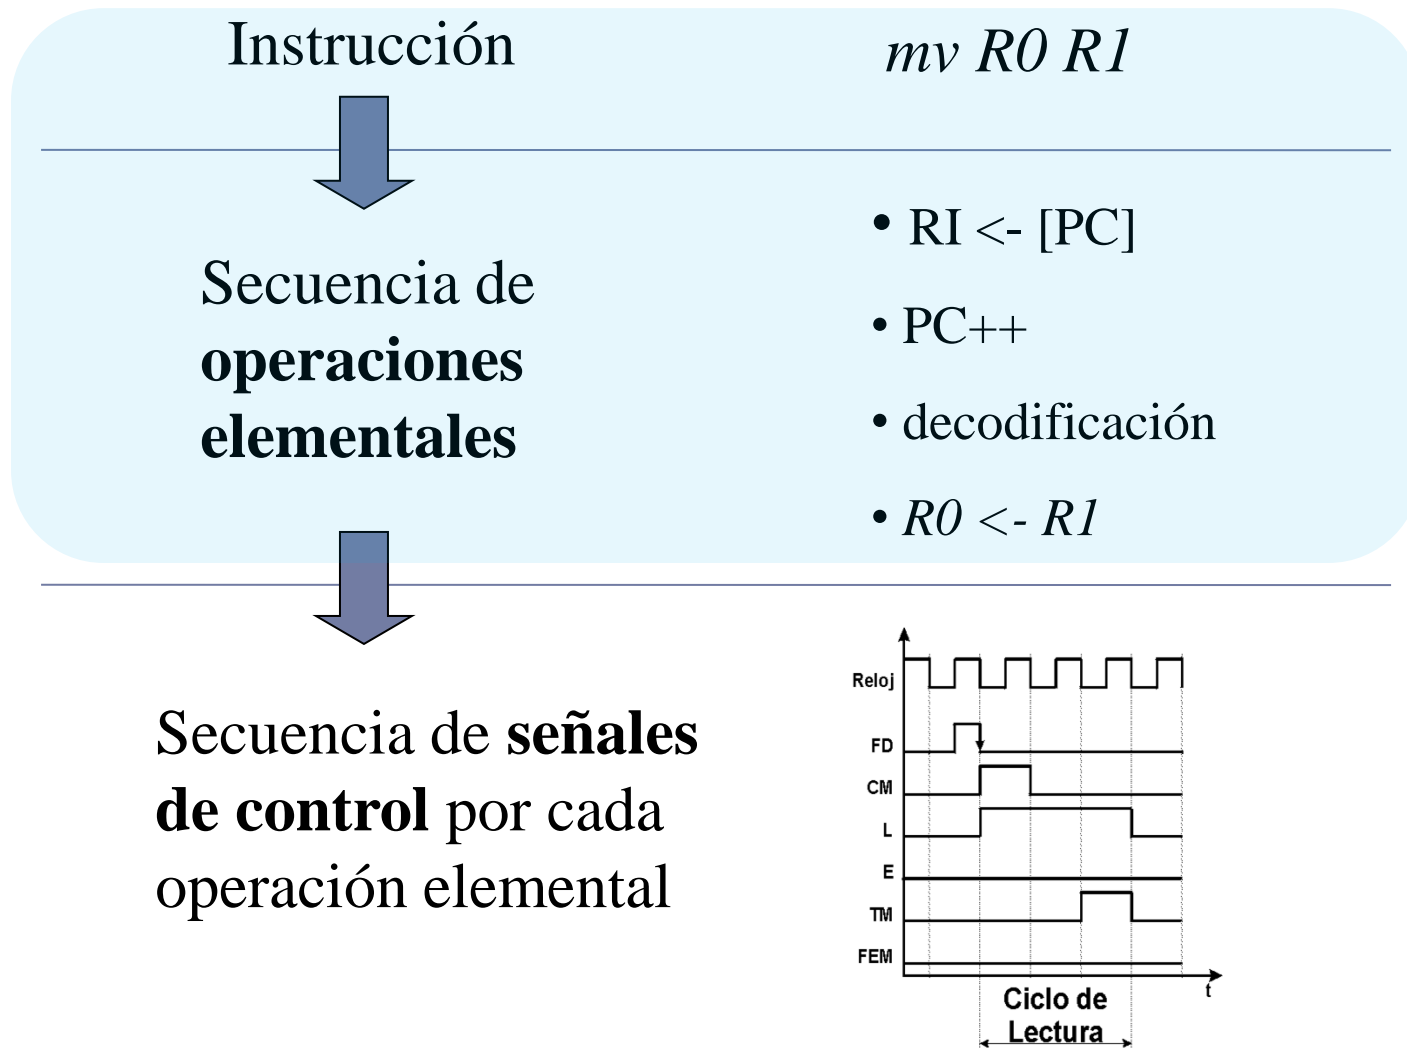 Instrucción
mv R0 R1
Secuencia de
operaciones
elementales
• RI <- [PC]
• PC++
• decodificación
• R0 <- R1
Secuencia de señales
de control por cada
operación elemental
Reloj
FD
CM
L
E
TM
FEM
t
Ciclo de
Lectura